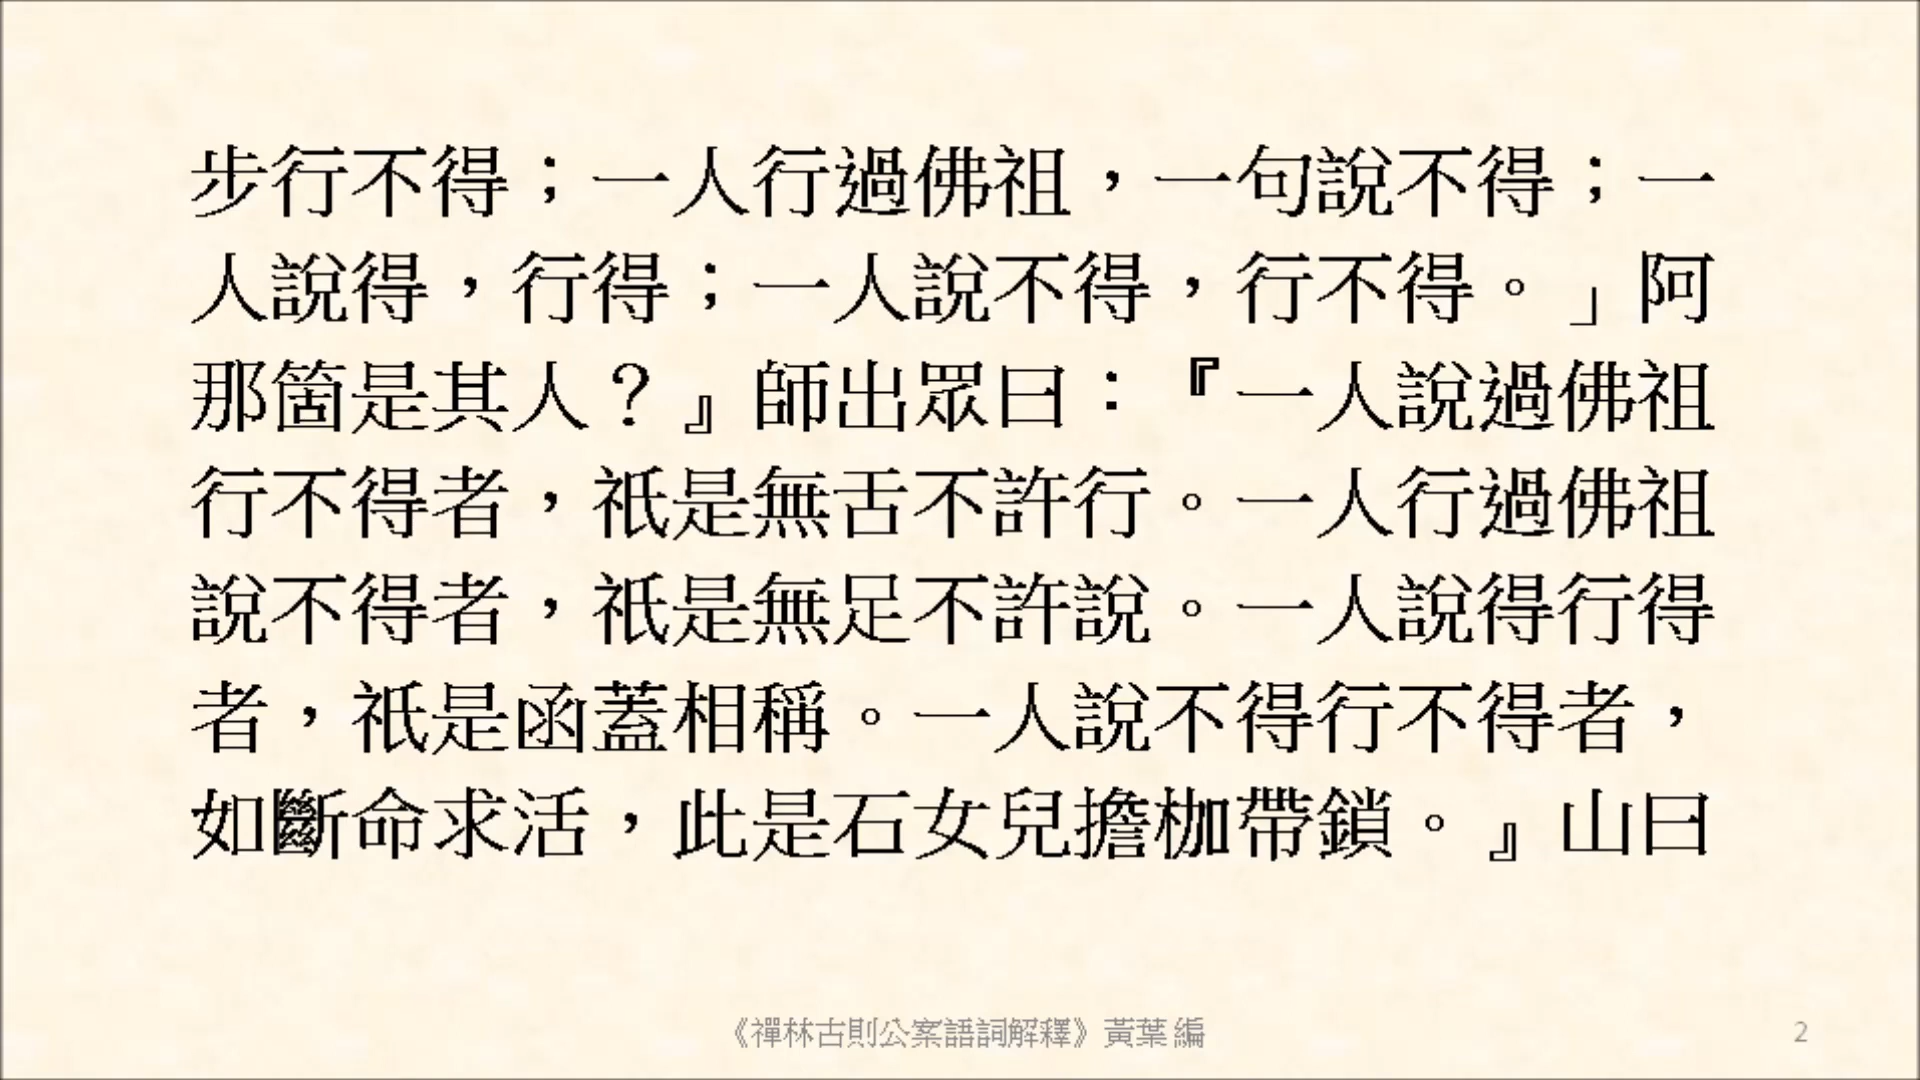 步行不得；一人行過佛祖，一句說不得；一
人說得，行得；一人說不得，行不得。」阿
那箇是其人？』師出眾曰：『一人說過佛祖
行不得者，祇是無舌不許行。一人行過佛祖
說不得者，祇是無足不許說。一人說得行得
者，祇是函蓋相稱。一人說不得行不得者，
如斷命求活，此是石女兒擔枷帶鎖。』山曰
《禪林古則公案語詞解釋》黃葉 編
2